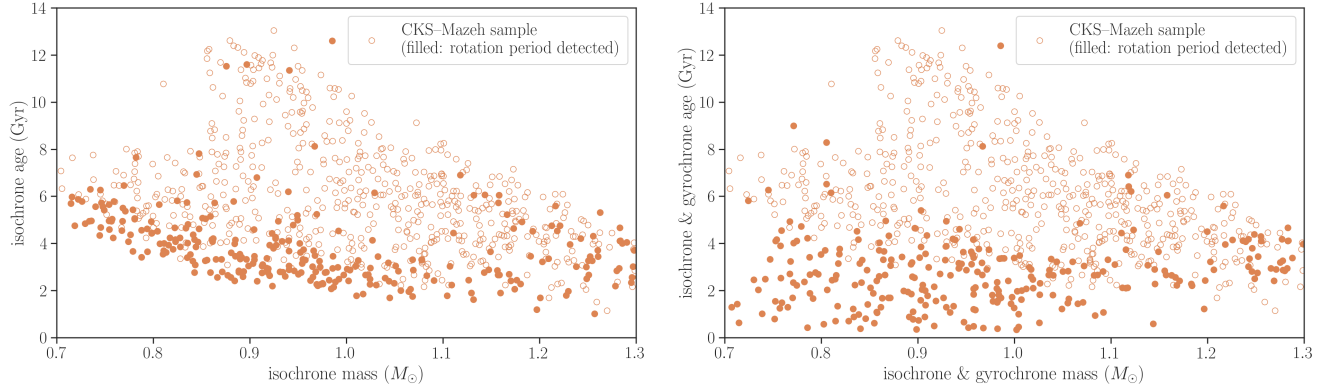 14
12
10
8
6
4
2
0
isochrone age (Gyr)
CKS–Mazeh sample
(filled: rotation period detected)
0.7 0.8 0.9 1.0 1.1 1.2 1.3
isochrone mass (M⊙)
14
12
10
8
6
4
2
0
isochrone & gyrochrone age (Gyr)
CKS–Mazeh sample
(filled: rotation period detected)
0.7 0.8 0.9 1.0 1.1 1.2 1.3
isochrone & gyrochrone mass (M⊙)